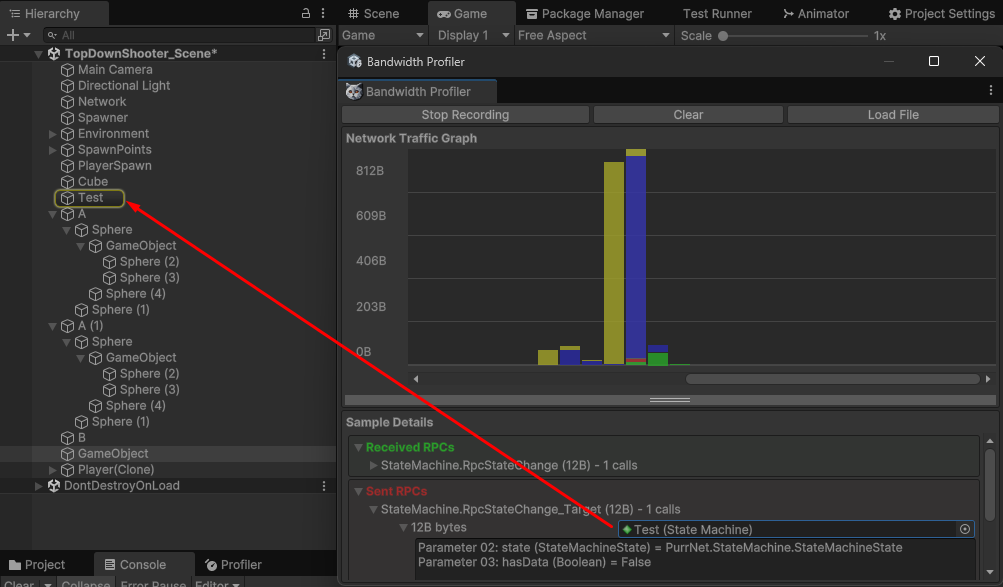 Hierarchy
All
TopDownShooter_Scene*
Main Camera
Directional Light
Network
Spawner
Environment
SpawnPoints
PlayerSpawn
Cube
Test
A
Sphere
GameObject
Sphere (2)
Sphere (3)
Sphere (4)
Sphere (1)
A (1)
Sphere
GameObject
Sphere (2)
Sphere (3)
Sphere (4)
Sphere (1)
B
GameObject
Player(Clone)
DontDestroyOnLoad
Project Console Profiler
Clear Collapse Error Pause Editor
Scene Game Package Manager Test Runner Animator Project Settings
Game Display 1 Free Aspect Scale 1x
Bandwidth Profiler
Bandwidth Profiler
Stop Recording Clear Load File
Network Traffic Graph
812B
609B
406B
203B
0B
Sample Details
Received RPCs
StateMachine.RpcStateChange (12B) - 1 calls
Sent RPCs
StateMachine.RpcStateChange_Target (12B) - 1 calls
12B bytes Test (State Machine)
Parameter 02: state (StateMachineState) = PurrNet.StateMachine.StateMachineState
Parameter 03: hasData (Boolean) = False